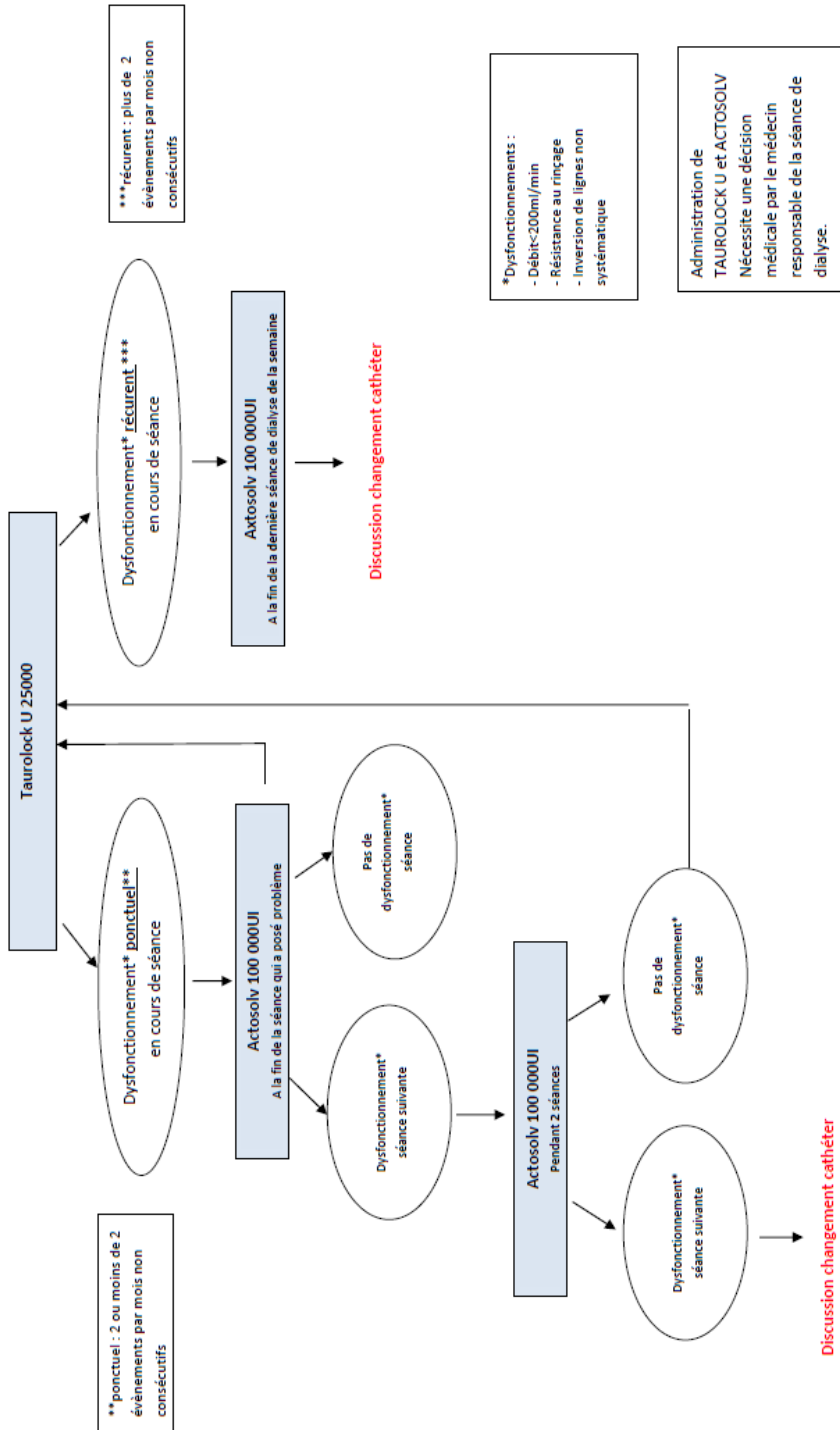 Taurolock U 25000
**ponctuel : 2 ou moins de 2
évènements par mois non
consécutifs
Dysfonctionnement* ponctuel**
en cours de séance
Dysfonctionnement* récurent ***
en cours de séance
***récurent : plus de 2
évènements par mois non
consécutifs
Actosolv 100 000UI
A la fin de la séance qui a posé problème
Axtosolv 100 000UI
A la fin de la dernière séance de dialyse de la semaine
Dysfonctionnement*
séance suivante
Pas de
dysfonctionnement*
séance
Discussion changement cathéter
Actosolv 100 000UI
Pendant 2 séances
*Dysfonctionnements :
- Débit<200ml/min
- Résistance au rinçage
- Inversion de lignes non
systématique
Dysfonctionnement*
séance suivante
Pas de
dysfonctionnement*
séance
Administration de
TAUROLOCK U et ACTOSOLV
Nécessite une décision
médicale par le médecin
responsable de la séance de
dialyse.
Discussion changement cathéter